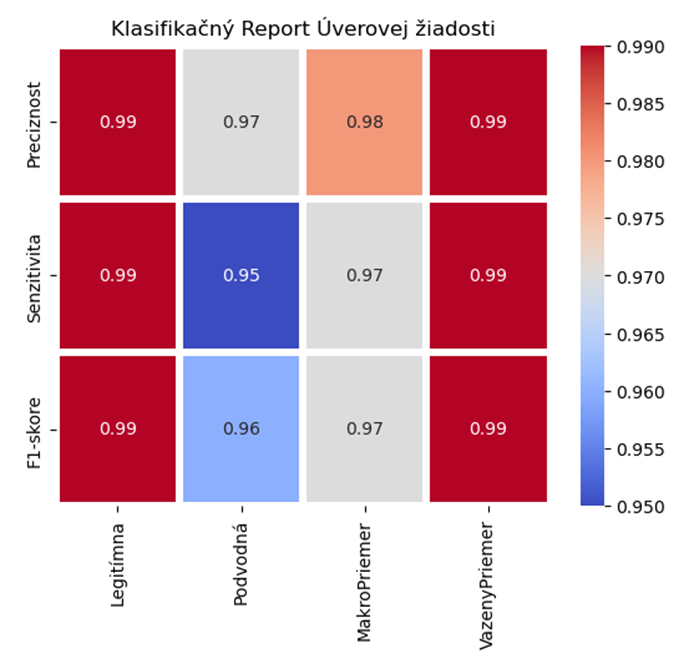 Klasifikačný Report Úverovej žiadosti
Preciznost
0.99 0.97 0.98 0.99
Senzitivita
0.99 0.95 0.97 0.99
F1-skore
0.99 0.96 0.97 0.99
Legitímna
Podvodná
MakroPriemer
VazenyPriemer
0.990
0.985
0.980
0.975
0.970
0.965
0.960
0.955
0.950